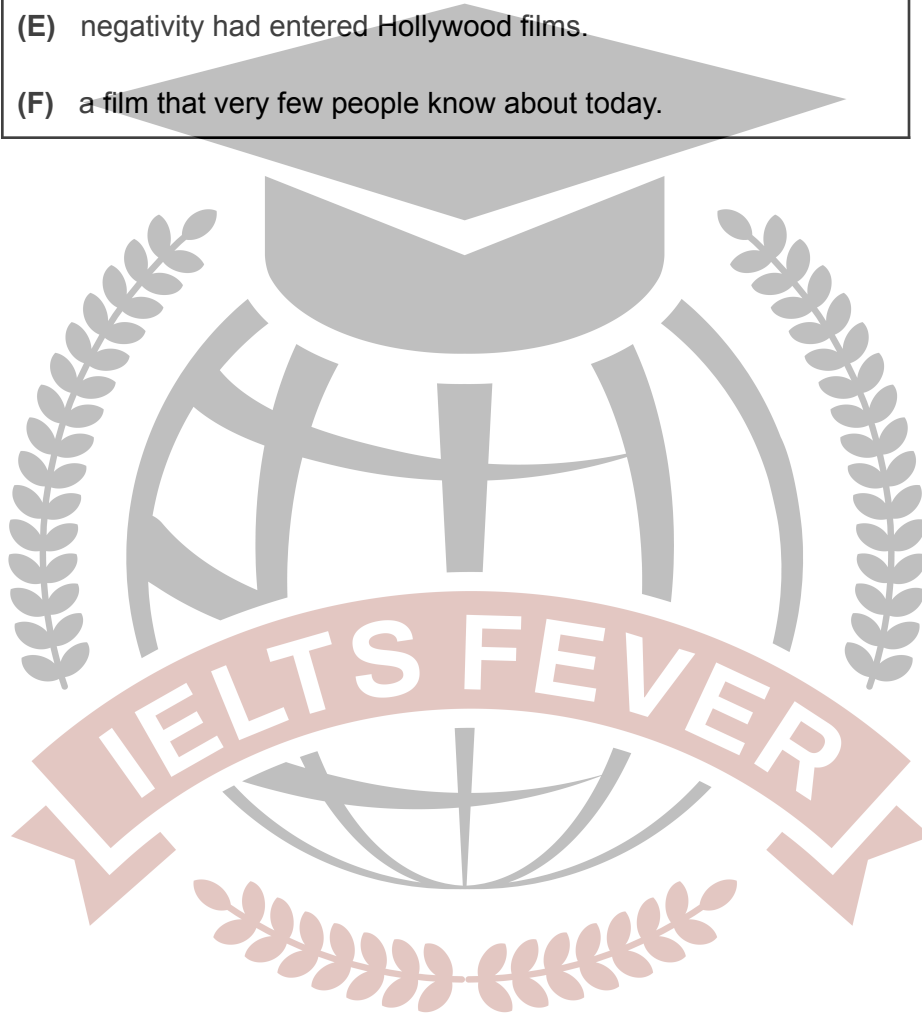 (E) negativity had entered Hollywood films.
(F) a film that very few people know about today.
IELTS FEVER